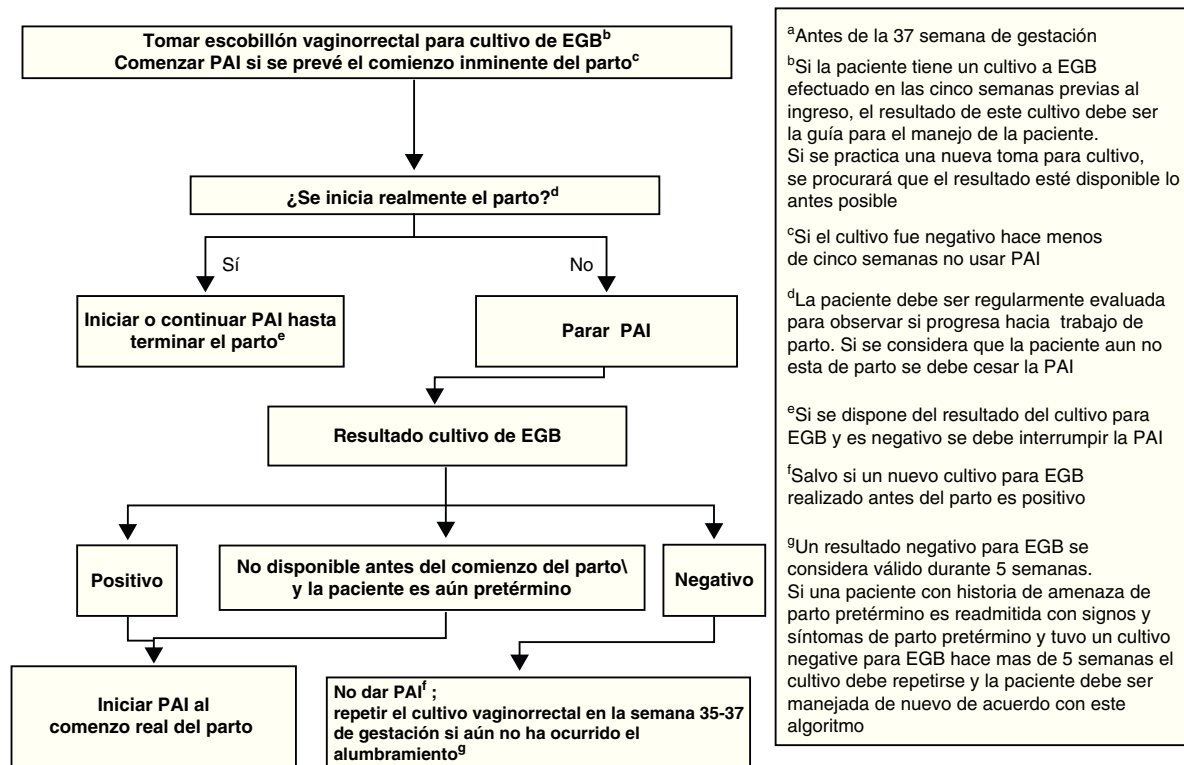 Tomar escobillón vaginorrectal para cultivo de EGBb
Comenzar PAI si se prevé el comienzo inminente del partoc
¿Se inicia realmente el parto?d
Sí
No
Iniciar o continuar PAI hasta
terminar el partoe
Parar PAI
Resultado cultivo de EGB
Positivo
No disponible antes del comienzo del parto\
y la paciente es aún pretérmino
Negativo
Iniciar PAI al
comenzo real del parto
No dar PAIf ;
repetir el cultivo vaginorrectal en la semana 35-37
de gestación si aún no ha ocurrido el
alumbramientog
aAntes de la 37 semana de gestación
bSi la paciente tiene un cultivo a EGB
efectuado en las cinco semanas previas al
ingreso, el resultado de este cultivo debe ser
la guía para el manejo de la paciente.
Si se practica una nueva toma para cultivo,
se procurará que el resultado esté disponible lo
antes posible
cSi el cultivo fue negativo hace menos
de cinco semanas no usar PAI
dLa paciente debe ser regularmente evaluada
para observar si progresa hacia trabajo de
parto. Si se considera que la paciente aun no
esta de parto se debe cesar la PAI
eSi se dispone del resultado del cultivo para
EGB y es negativo se debe interrumpir la PAI
fSalvo si un nuevo cultivo para EGB
realizado antes del parto es positivo
gUn resultado negativo para EGB se
considera válido durante 5 semanas.
Si una paciente con historia de amenaza de
parto pretérmino es readmitida con signos y
síntomas de parto pretérmino y tuvo un cultivo
negative para EGB hace mas de 5 semanas el
cultivo debe repetirse y la paciente debe ser
manejada de nuevo de acuerdo con este
algoritmo